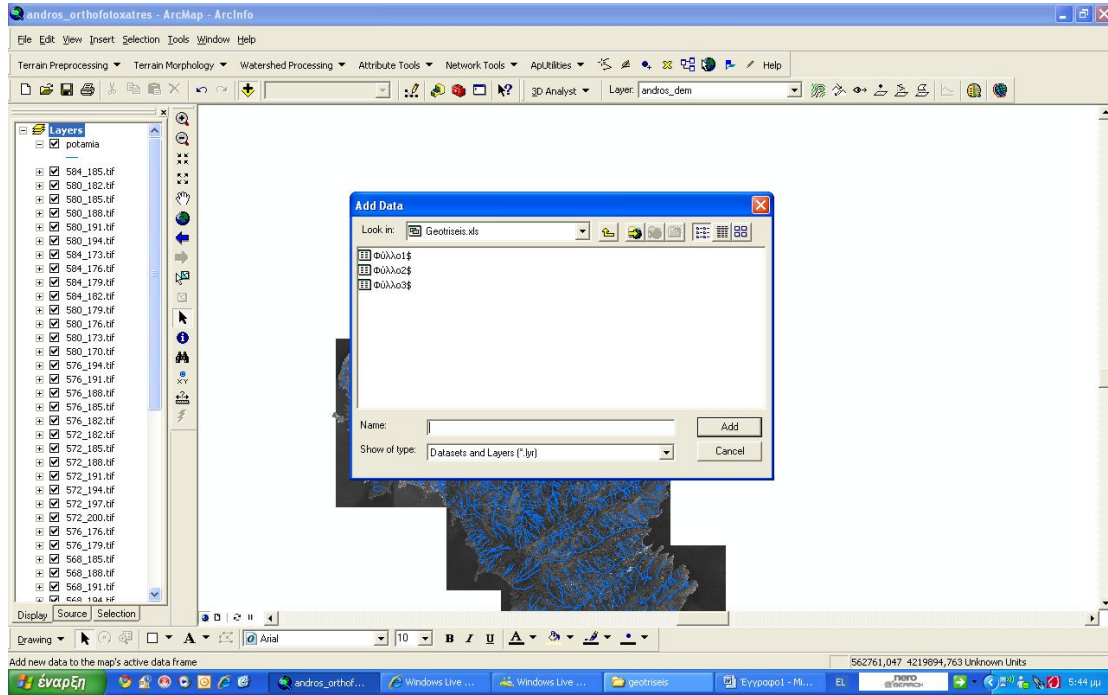 andros_orthofotoxatres - ArcMap - ArcInfo
File Edit View Insert Selection Tools Window Help
Terrain Preprocessing Terrain Morphology Watershed Processing Attribute Tools Network Tools ApUtilities Help
3D Analyst Layer: andros_dem
Layers
potamia
584_185.tif
580_182.tif
580_185.tif
580_188.tif
580_191.tif
580_194.tif
584_173.tif
584_176.tif
584_179.tif
584_182.tif
580_179.tif
580_176.tif
580_173.tif
580_170.tif
576_194.tif
576_191.tif
576_188.tif
576_185.tif
576_182.tif
572_182.tif
572_185.tif
572_188.tif
572_191.tif
572_194.tif
572_197.tif
572_200.tif
576_176.tif
576_179.tif
568_185.tif
568_188.tif
568_191.tif
568_194.tif
Display Source Selection
Add Data
Look in: Geotriseis.xls
Φύλλο1$
Φύλλο2$
Φύλλο3$
Name: Add
Show of type: Datasets and Layers (*.lyr) Cancel
XY
Drawing A Arial 10 B I U A
Add new data to the map's active data frame
562761,047 4219894,763 Unknown Units
έναρξη andros_orthof... Windows Live ... Windows Live ... geotriseis Έγγραφο1 - Mi... EL nero SEARCH 5:44 μμ